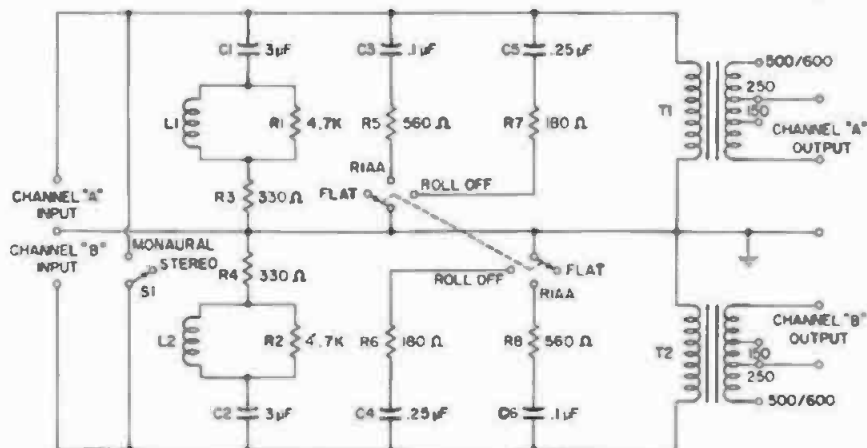 C1 3µF
C3 .1µF
C5 .25µF
500/600
250
150
CHANNEL "A"
OUTPUT
T1
L1
R1 4.7K
R5 560 Ω
R7 180 Ω
RIAA
FLAT
ROLL OFF
R3 330 Ω
CHANNEL "A"
INPUT
CHANNEL "B"
INPUT
MONAURAL
STEREO
S1
R4 330 Ω
ROLL OFF
FLAT
RIAA
L2
R2 4.7K
R6 180 Ω
R8 560 Ω
T2
CHANNEL "B"
OUTPUT
150
250
500/600
C2 3µF
C4 .25µF
C6 .1µF